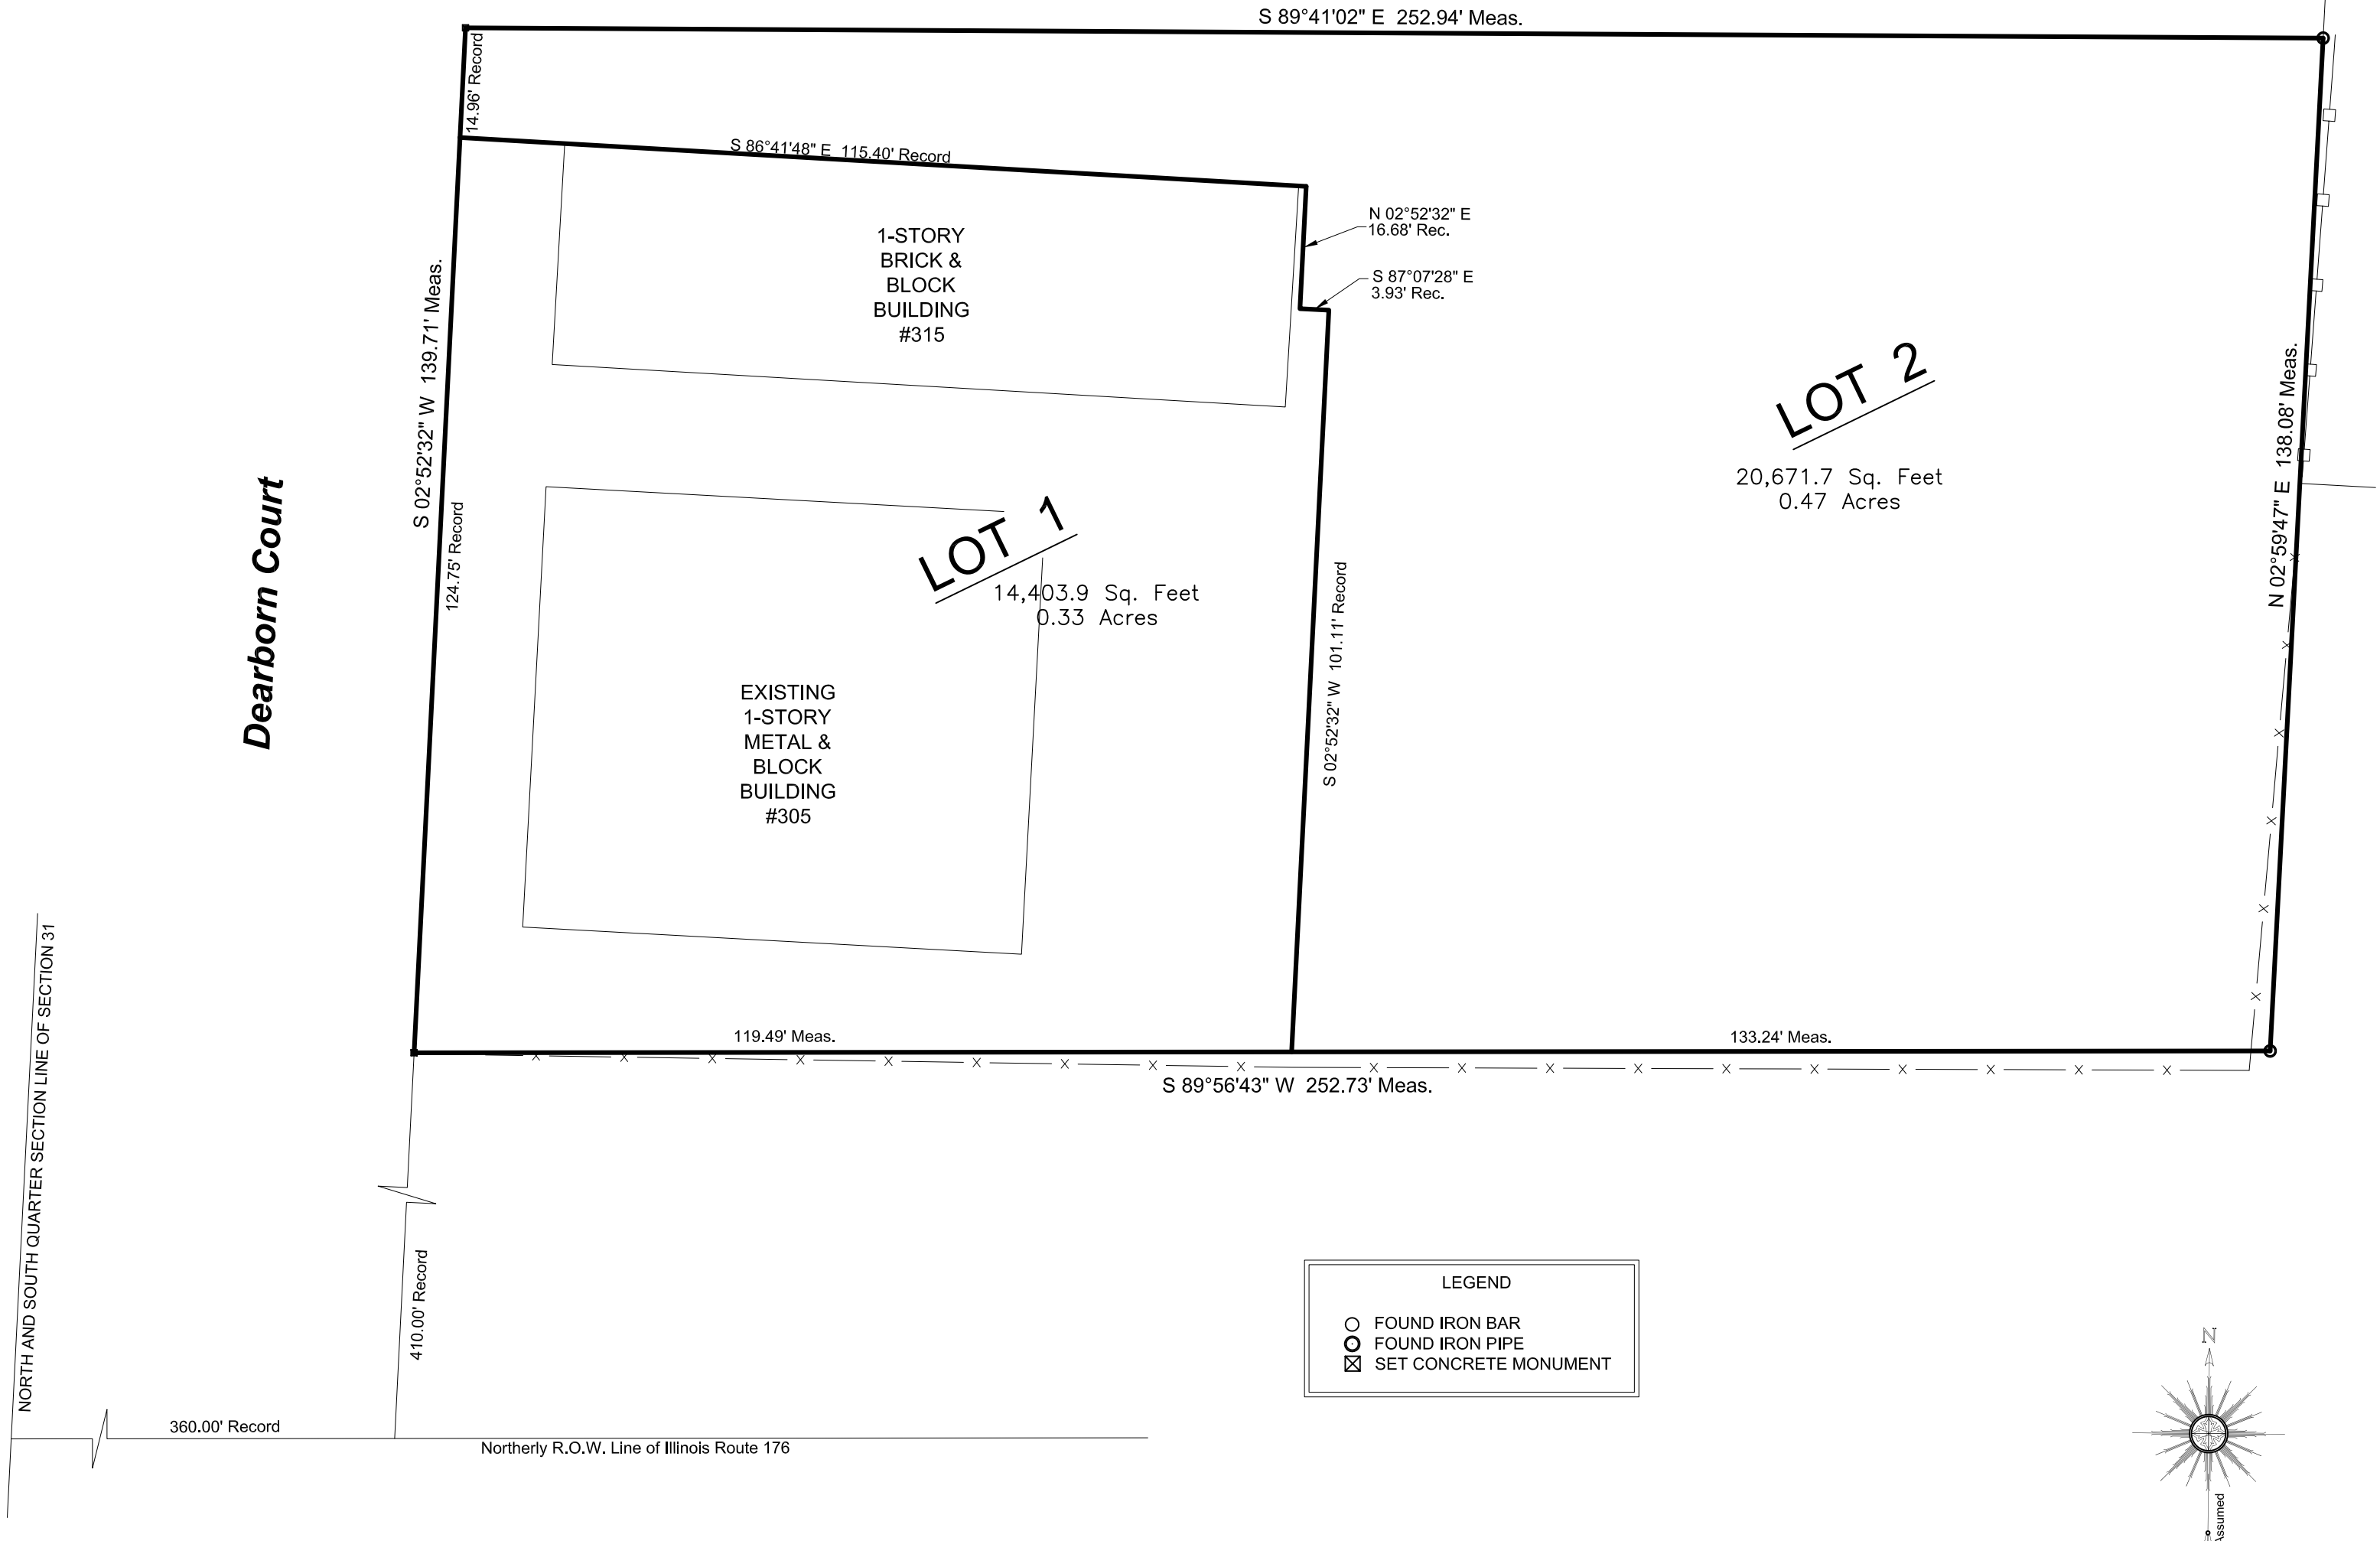 S 89°41'02" E 252.94' Meas.
14.96' Record
S 86°41'48" E 115.40' Record
N 02°52'32" E
16.68' Rec.
S 87°07'28" E
3.93' Rec.
1-STORY
BRICK &
BLOCK
BUILDING
#315
S 02°52'32" W 139.71' Meas.
124.75' Record
Dearborn Court
LOT 1
14,403.9 Sq. Feet
0.33 Acres
LOT 2
20,671.7 Sq. Feet
0.47 Acres
N 02°59'47" E 138.08' Meas.
S 02°52'32" W 101.11' Record
EXISTING
1-STORY
METAL &
BLOCK
BUILDING
#305
119.49' Meas.
133.24' Meas.
S 89°56'43" W 252.73' Meas.
NORTH AND SOUTH QUARTER SECTION LINE OF SECTION 31
410.00' Record
360.00' Record
Northerly R.O.W. Line of Illinois Route 176
LEGEND
FOUND IRON BAR
FOUND IRON PIPE
SET CONCRETE MONUMENT
N
Assumed